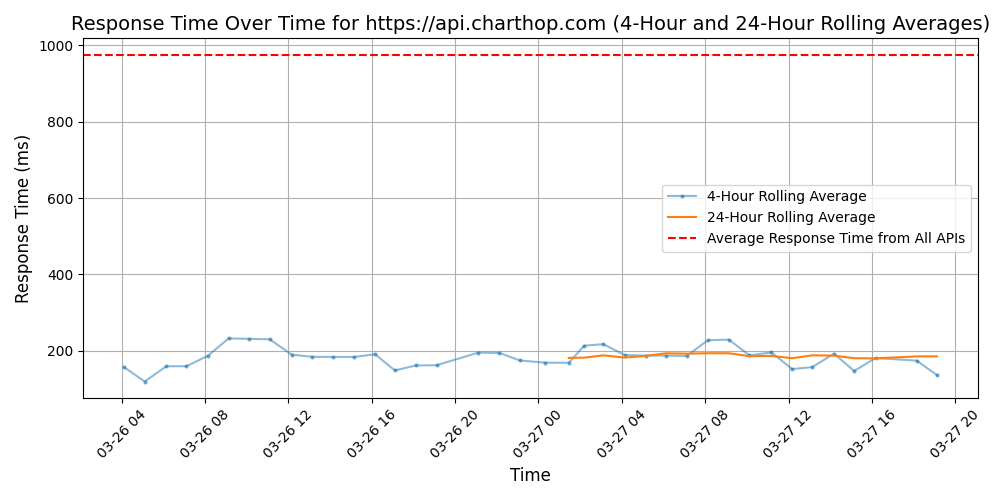 Response Time Over Time for https://api.charthop.com (4-Hour and 24-Hour Rolling Averages)
Response Time (ms)
1000
800
600
400
200
4-Hour Rolling Average
24-Hour Rolling Average
Average Response Time from All APIs
03-26 04
03-26 08
03-26 12
03-26 16
03-26 20
03-27 00
03-27 04
03-27 08
03-27 12
03-27 16
03-27 20
Time